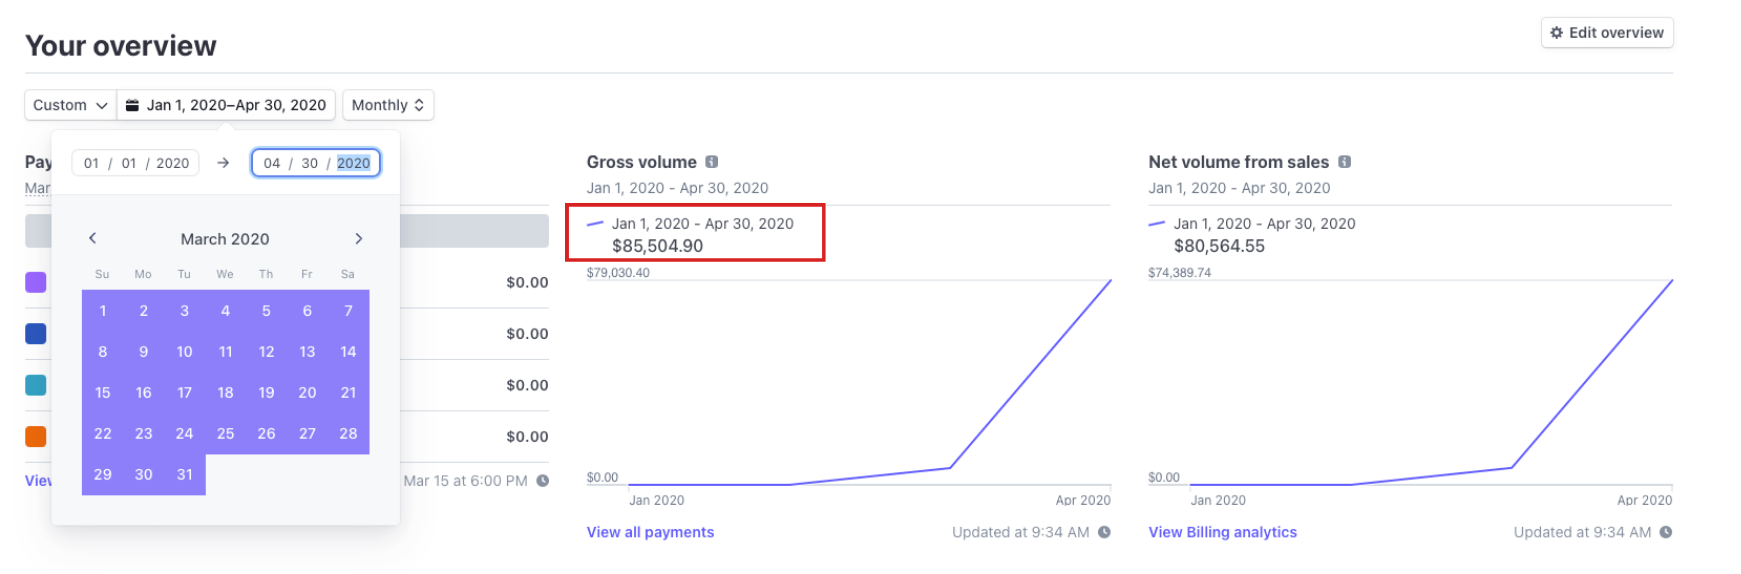 Your overview
Edit overview
Custom
Jan 1, 2020–Apr 30, 2020
Monthly
01 / 01 / 2020 → 04 / 30 / 2020
March 2020
Su Mo Tu We Th Fr Sa
1 2 3 4 5 6 7
8 9 10 11 12 13 14
15 16 17 18 19 20 21
22 23 24 25 26 27 28
29 30 31
Pay
Mar
$0.00
$0.00
$0.00
$0.00
View
Mar 15 at 6:00 PM
Gross volume
Jan 1, 2020 - Apr 30, 2020
Jan 1, 2020 - Apr 30, 2020
$85,504.90
$79,030.40
$0.00
Jan 2020 Apr 2020
View all payments
Updated at 9:34 AM
Net volume from sales
Jan 1, 2020 - Apr 30, 2020
Jan 1, 2020 - Apr 30, 2020
$80,564.55
$74,389.74
$0.00
Jan 2020 Apr 2020
View Billing analytics
Updated at 9:34 AM